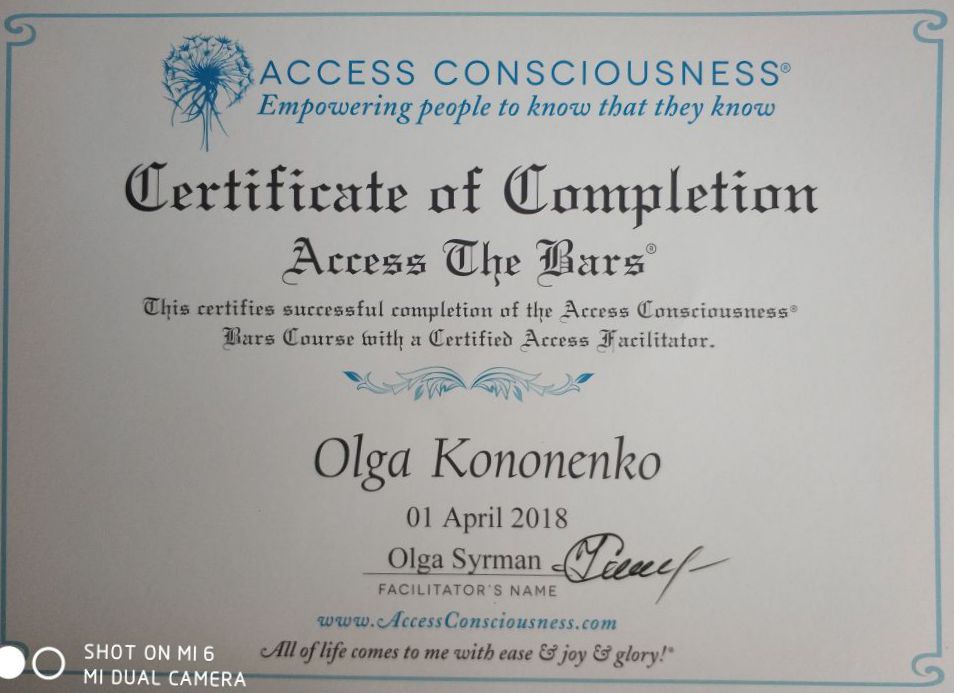 ACCESS CONSCIOUSNESS®
Empowering people to know that they know
Certificate of Completion
Access The Bars®
This certifies successful completion of the Access Consciousness®
Bars Course with a Certified Access Facilitator.
Olga Kononenko
01 April 2018
Olga Syrman
FACILITATOR'S NAME
www.AccessConsciousness.com
All of life comes to me with ease & joy & glory!®
SHOT ON MI 6
MI DUAL CAMERA